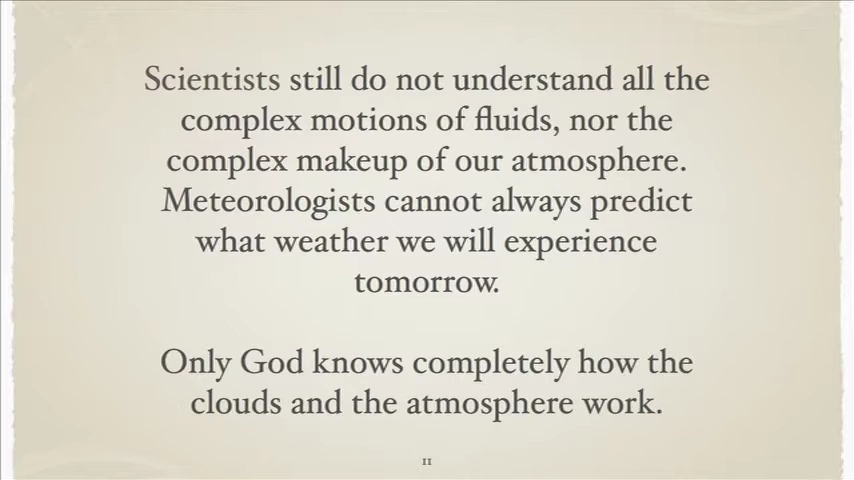 Scientists still do not understand all the
complex motions of fluids, nor the
complex makeup of our atmosphere.
Meteorologists cannot always predict
what weather we will experience
tomorrow.
Only God knows completely how the
clouds and the atmosphere work.
11